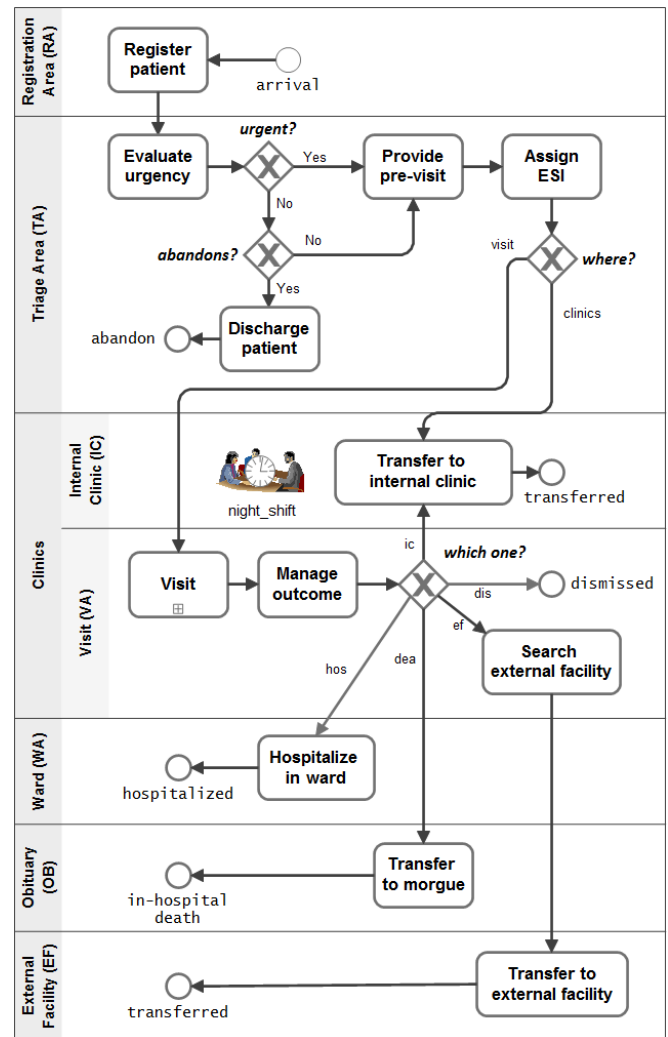 Registration
Area (RA)
Register
patient
arrival
Triage Area (TA)
Evaluate
urgency
urgent?
Yes
No
Provide
pre-visit
Assign
ESI
abandons?
No
Yes
visit
where?
clinics
abandon
Discharge
patient
Clinics
Internal
Clinic (IC)
night_shift
Transfer to
internal clinic
transferred
Visit (VA)
Visit
Manage
outcome
ic
which one?
dis
dismissed
ef
hos
dea
Search
external facility
Ward (WA)
Hospitalize
in ward
hospitalized
Obituary
(OB)
Transfer
to morgue
in-hospital
death
External
Facility (EF)
Transfer to
external facility
transferred